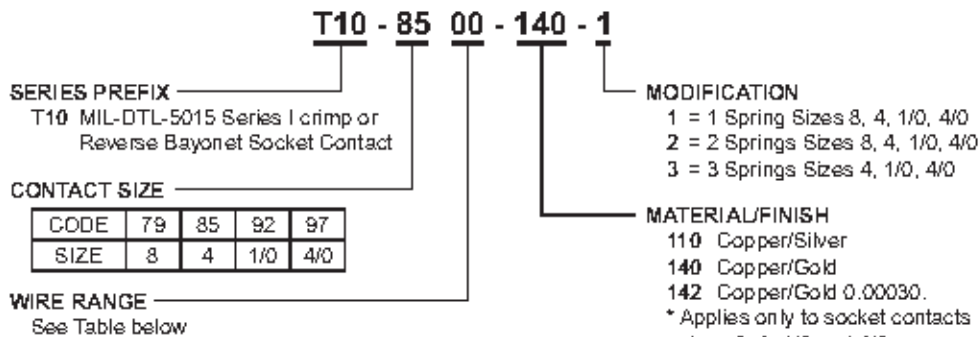 T10 - 85 00 - 140 - 1
SERIES PREFIX
T10 MIL-DTL-5015 Series I crimp or
Reverse Bayonet Socket Contact
CONTACT SIZE
CODE 79 85 92 97
SIZE 8 4 1/0 4/0
WIRE RANGE
See Table below
MODIFICATION
1 = 1 Spring Sizes 8, 4, 1/0, 4/0
2 = 2 Springs Sizes 8, 4, 1/0, 4/0
3 = 3 Springs Sizes 4, 1/0, 4/0
MATERIAL/FINISH
110 Copper/Silver
140 Copper/Gold
142 Copper/Gold 0.00030.
* Applies only to socket contacts